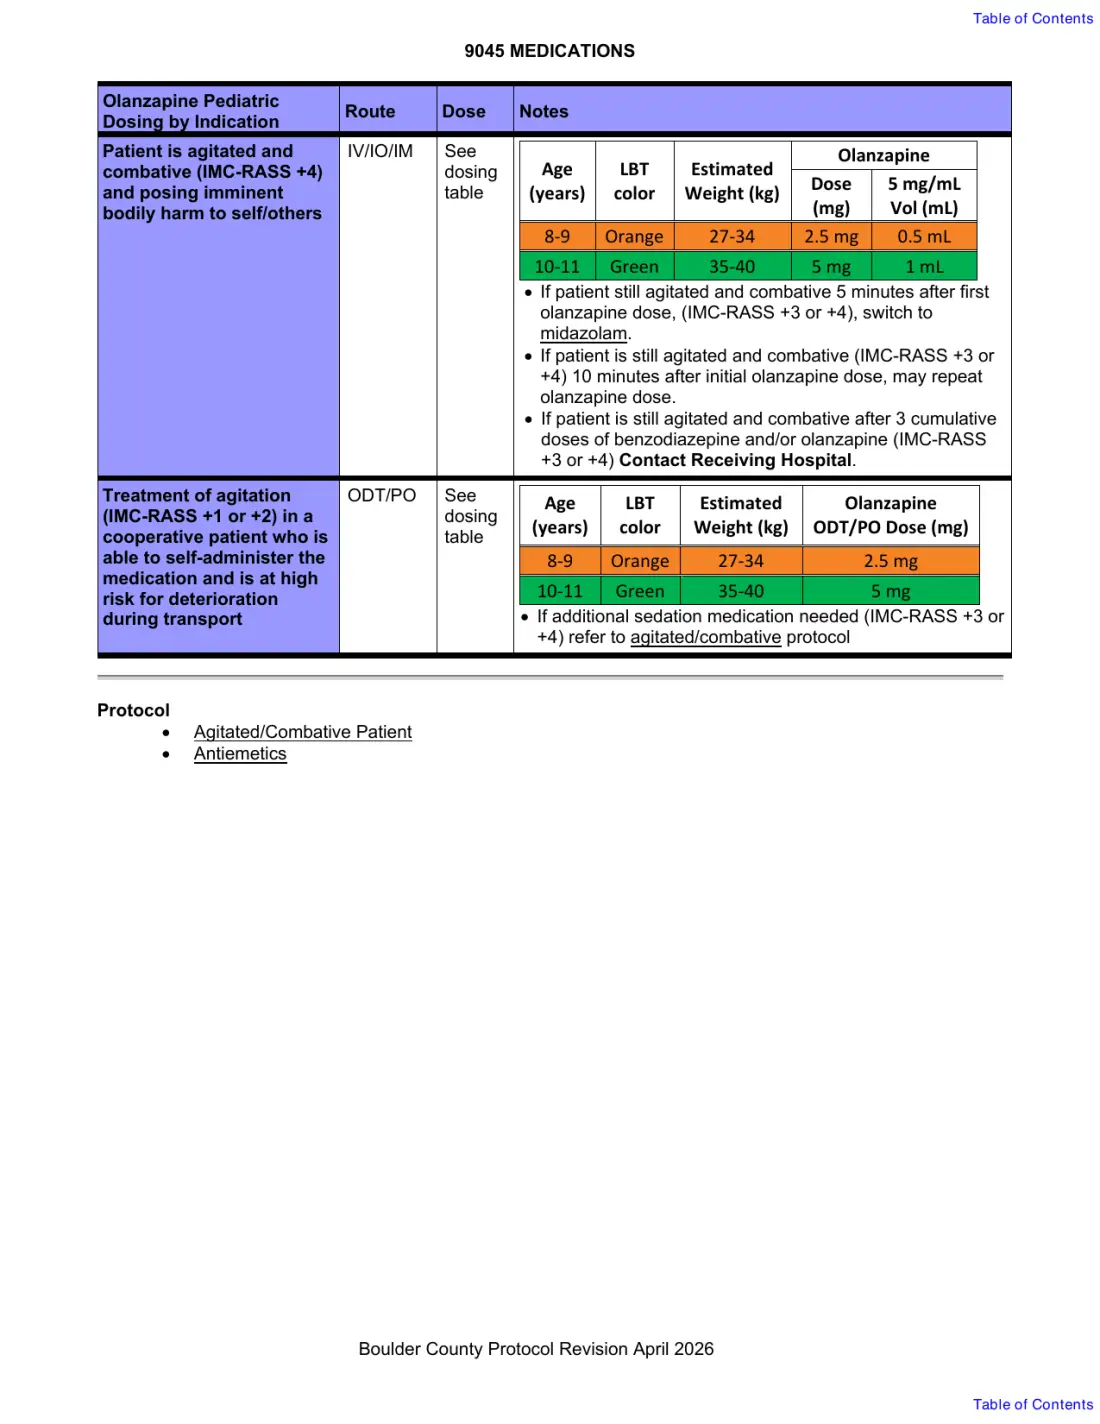 Table of Contents
9045 MEDICATIONS
Olanzapine Pediatric
Dosing by Indication
Route
Dose
Notes
Patient is agitated and
combative (IMC-RASS +4)
and posing imminent
bodily harm to self/others
IV/IO/IM
See
dosing
table
Age
(years)
LBT
color
Estimated
Weight (kg)
Olanzapine
Dose
(mg)
5 mg/mL
Vol (mL)
8-9 Orange 27-34 2.5 mg 0.5 mL
10-11 Green 35-40 5 mg 1 mL
• If patient still agitated and combative 5 minutes after first
olanzapine dose, (IMC-RASS +3 or +4), switch to
midazolam.
• If patient is still agitated and combative (IMC-RASS +3 or
+4) 10 minutes after initial olanzapine dose, may repeat
olanzapine dose.
• If patient is still agitated and combative after 3 cumulative
doses of benzodiazepine and/or olanzapine (IMC-RASS
+3 or +4) Contact Receiving Hospital.
Treatment of agitation
(IMC-RASS +1 or +2) in a
cooperative patient who is
able to self-administer the
medication and is at high
risk for deterioration
during transport
ODT/PO
See
dosing
table
Age
(years)
LBT
color
Estimated
Weight (kg)
Olanzapine
ODT/PO Dose (mg)
8-9 Orange 27-34 2.5 mg
10-11 Green 35-40 5 mg
• If additional sedation medication needed (IMC-RASS +3 or
+4) refer to agitated/combative protocol
Protocol
• Agitated/Combative Patient
• Antiemetics
Boulder County Protocol Revision April 2026
Table of Contents